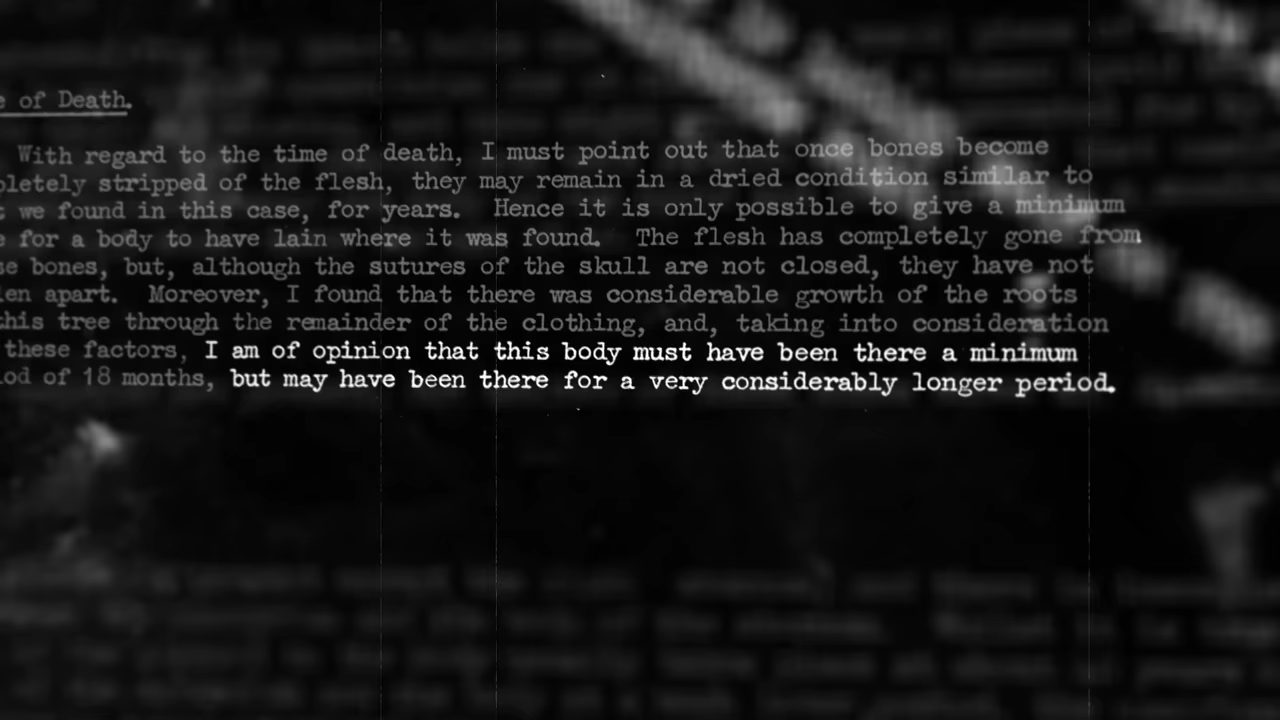 e of Death.
With regard to the time of death, I must point out that once bones become
pletely stripped of the flesh, they may remain in a dried condition similar to
t we found in this case, for years. Hence it is only possible to give a minimum
e for a body to have lain where it was found. The flesh has completely gone from
se bones, but, although the sutures of the skull are not closed, they have not
len apart. Moreover, I found that there was considerable growth of the roots
this tree through the remainder of the clothing, and, taking into consideration
these factors, I am of opinion that this body must have been there a minimum
iod of 18 months, but may have been there for a very considerably longer period.